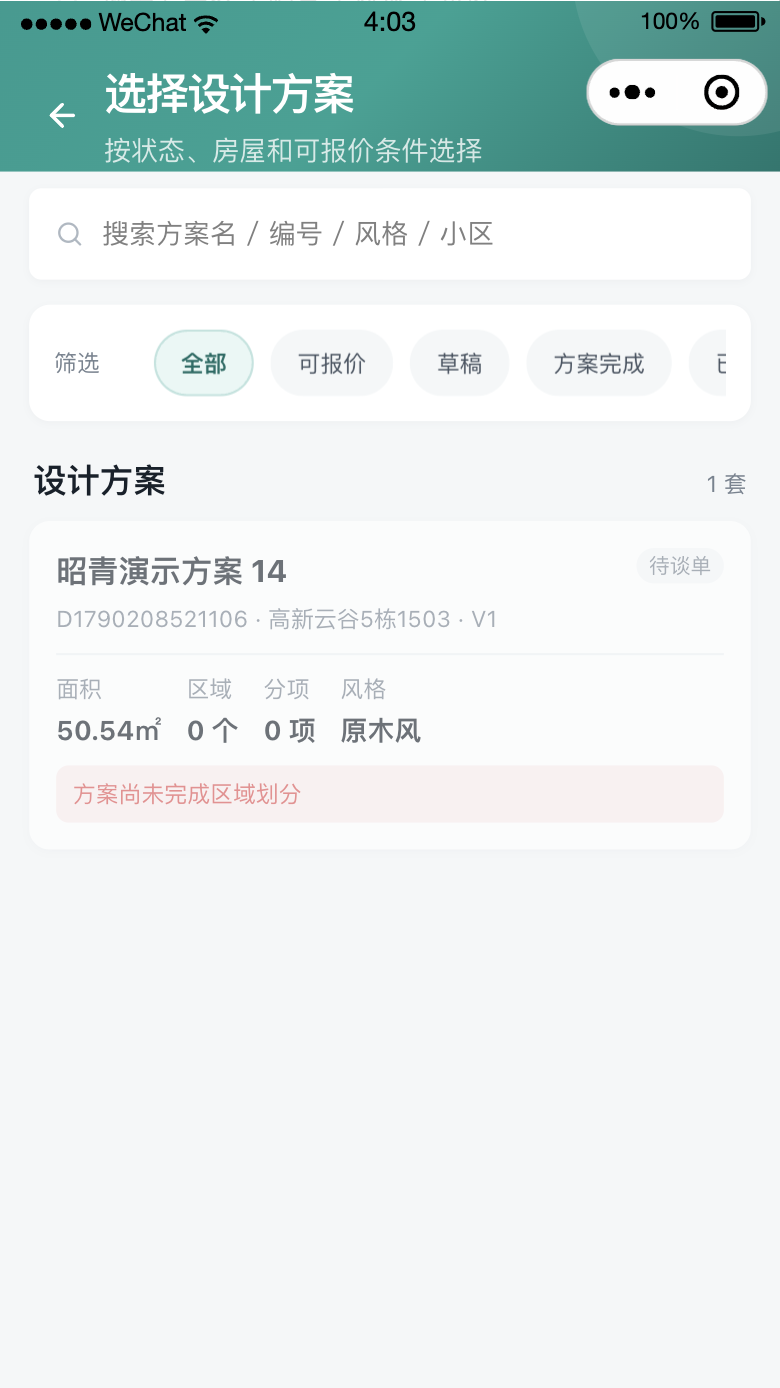 WeChat 4:03 100%
选择设计方案
按状态、房屋和可报价条件选择
搜索方案名 / 编号 / 风格 / 小区
筛选 全部 可报价 草稿 方案完成
设计方案 1 套
昭青演示方案 14 待谈单
D1790208521106 · 高新云谷5栋1503 · V1
面积 区域 分项 风格
50.54㎡ 0 个 0 项 原木风
方案尚未完成区域划分